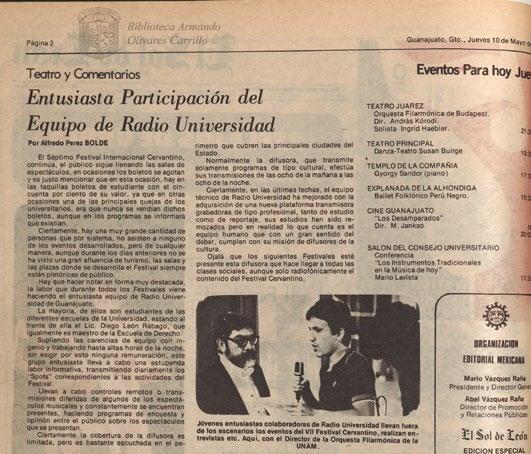 Biblioteca Armando
Olivares Carrillo
Página 2
Guanajuato, Gto., Jueves 10 de Mayo de
Teatro y Comentarios
Entusiasta Participación del
Equipo de Radio Universidad
Por Alfredo Perez BOLDE
El Séptimo Festival Internacional Cervantino,
continúa, el público sigue llenando las salas de
espectáculos, en ocasiones los boletos se agotan
y es justo mencionar que en esta ocasión, hay en
las taquillas boletos de estudiante con el cin-
cuenta por ciento de su valor, ya que en otras
ocasiones una de las principales quejas de los
universitarios, era que nunca se vendían dichos
boletos, aunque en los programas se informara
que existían.
Ciertamente, hay una muy grande cantidad de
personas que por sistema, no asisten a ninguno
de los eventos desarrollados, pero de cualquier
manera, aunque durante los días anteriores no se
ha visto una gran afluencia de turismo, las salas y
las plazas donde se desarrolla el Festival siempre
están pletóricas de público.
Hay que hacer notar en forma muy destacada,
la labor que durante todos los Festivales viene
haciendo el entusiasta equipo de Radio Univer-
sidad de Guanajuato.
La mayoría, de ellos son estudiantes de las
diferentes escuelas de la Universidad, estando al
frente de ella el Lic. Diego León Rábago, que
igualmente es maestro de la Escuela de Derecho.
Supliendo las carencias de equipo con in-
genio y trabajando hasta altas horas de la noche,
sin exigir por esto ninguna remuneración, este
grupo entusiasta lleva a cabo una estupenda
labor informativa, transmitiendo diariamente los
"Spots" correspondientes a las actividades del
Festival.
Llevan a cabo controles remotos o trans-
misiones diferidas de algunos de los espectá-
culos musicales y constantemente se encuentran
presentes, haciendo programas de encuesta y
opinión entre el público sobre los espectáculos
que se presentan.
Ciertamente la cobertura de la difusora es
limitada, pero es bastante escuchada en el pe-
rímetro que cubren las principales ciudades del
Estado.
Normalmente la difusora, que transmite
solamente programas de tipo cultural, efectúa
sus transmisiones de las ocho de la mañana a las
ocho de la noche.
Ciertamente, en las últimas fechas, el equipo
técnico de Radio Universidad ha mejorado con la
adquisición de una nueva plataforma transmisora
grabadoras de tipo profesional, tanto de estudio
como de reportaje, sus estudios han sido re-
mozados pero en realidad lo que cuenta es el
equipo humano que con un gran sentido del
deber, cumplen con su misión de difusores de la
cultura.
Ojalá que los siguientes Festivales esté
presente esta difusora que hace llegar a todas las
clases sociales, aunque solo radiofónicamente el
contenido del Festival Cervantino.
Jóvenes entusiastas colaboradores de Radio Universidad llevan fuera
de los escenarios los eventos del VII Festival Cervantino, realizan en-
trevistas etc. Aquí, con el Director de la Orquesta Filarmónica de la
UNAM.
Eventos Para hoy Jue
TEATRO JUAREZ
Orquesta Filarmónica de Budapest.
Dir. András Kórodi.
Solista Ingrid Haebler.
TEATRO PRINCIPAL
Danza-Teatro Susan Buirge
TEMPLO DE LA COMPAÑIA
Gyorgy Sandor (piano)
EXPLANADA DE LA ALHONDIGA
Ballet Folklórico Perú Negro.
CINE GUANAJUATO
"Los Desamparados"
Dir. M. Jankso
SALON DEL CONSEJO UNIVERSITARIO
Conferencia
"Los Instrumentos Tradicionales
en la Música de hoy"
Mario Lavista
ORGANIZACION
EDITORIAL MEXICANA
Mario Vázquez Raña
Presidente y Director Gene
Abel Vázquez Raña
Director de Promoción
y Relaciones Públicas
El Sol de León
EDICION ESPECIAL